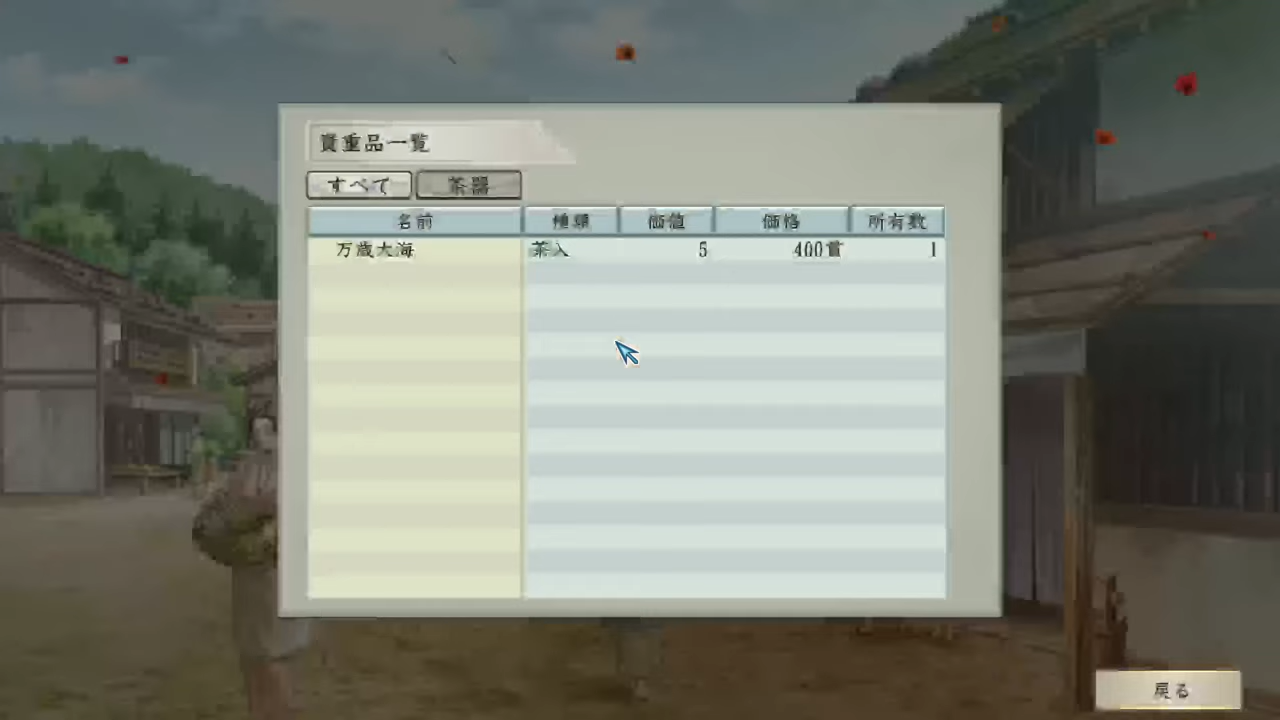 貴重品一覧
すべて 茶器
名前 種類 価値 価格 所有数
万歳大海 茶入 5 400貫 1
戻る